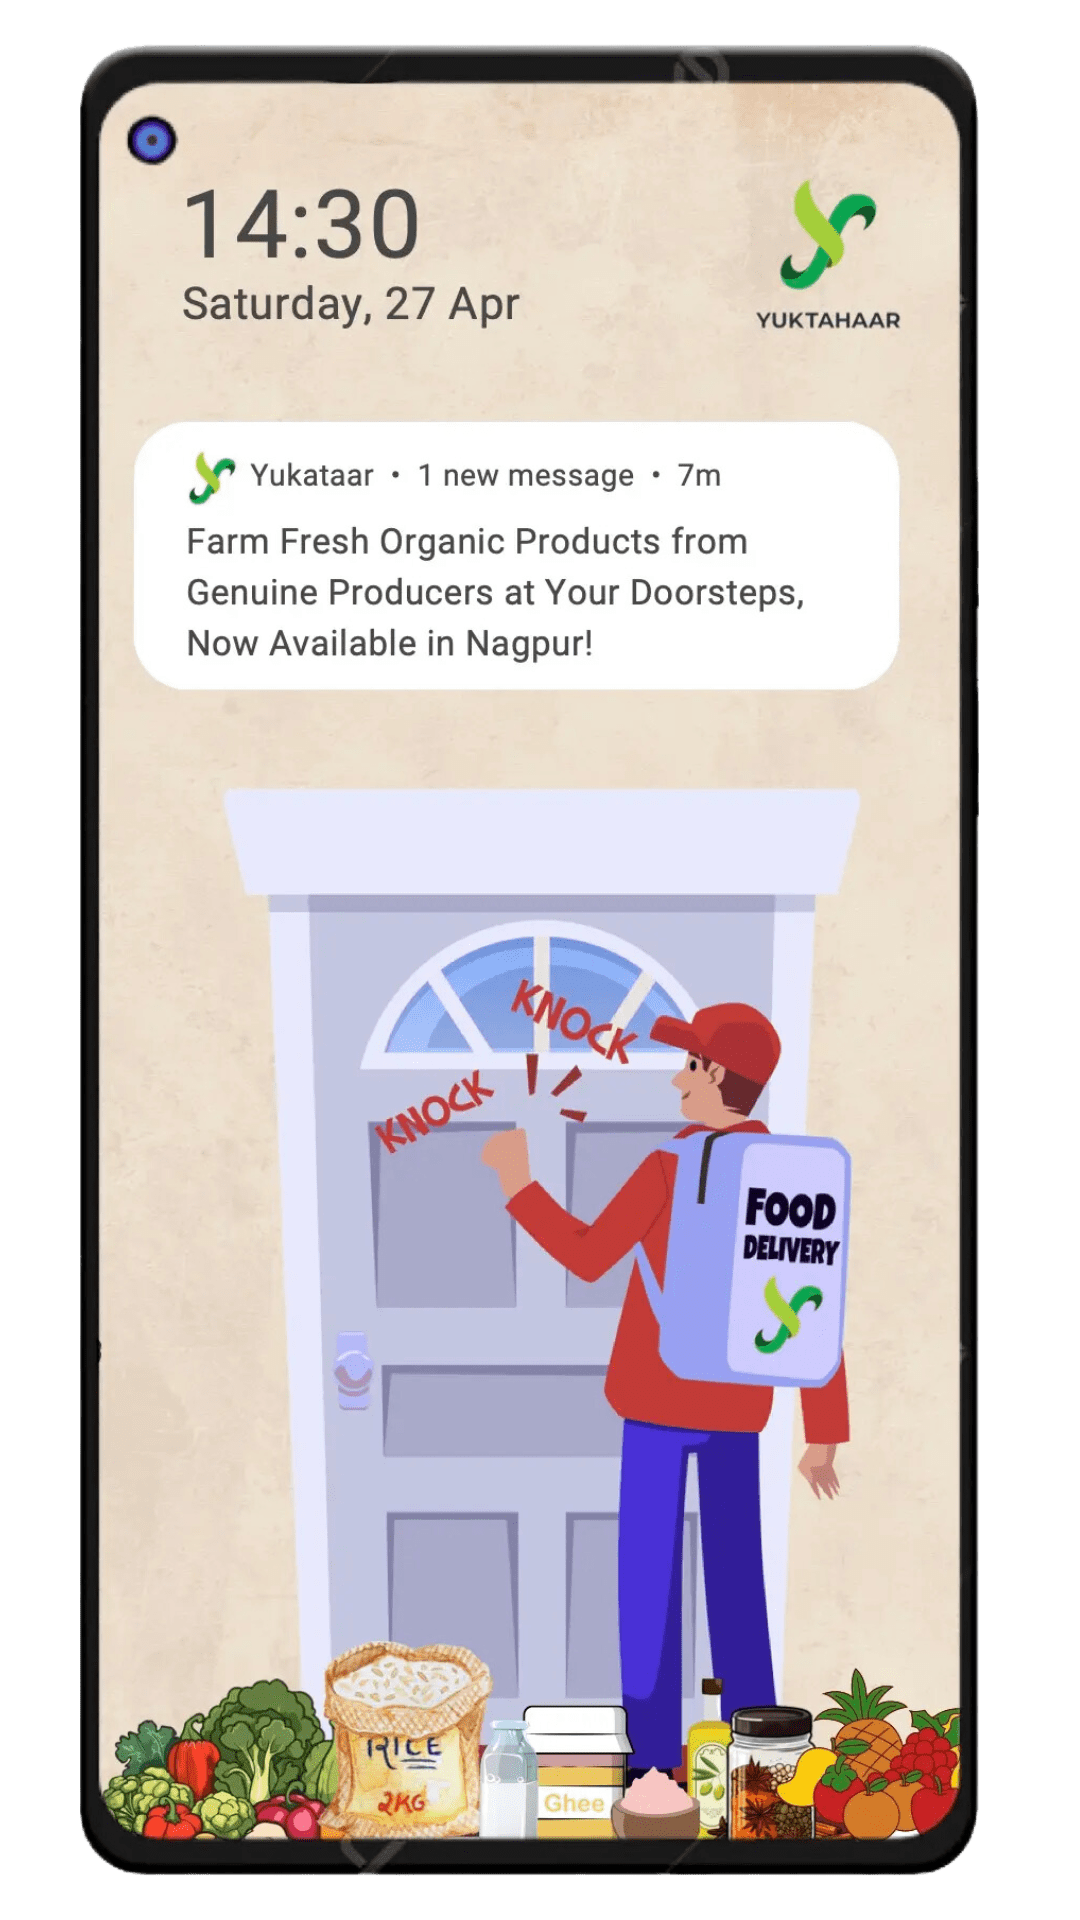 14:30
Saturday, 27 Apr
YUKTAHAAR
Yukataar • 1 new message • 7m
Farm Fresh Organic Products from
Genuine Producers at Your Doorsteps,
Now Available in Nagpur!
KNOCK
KNOCK
FOOD
DELIVERY
RICE
2KG
Ghee